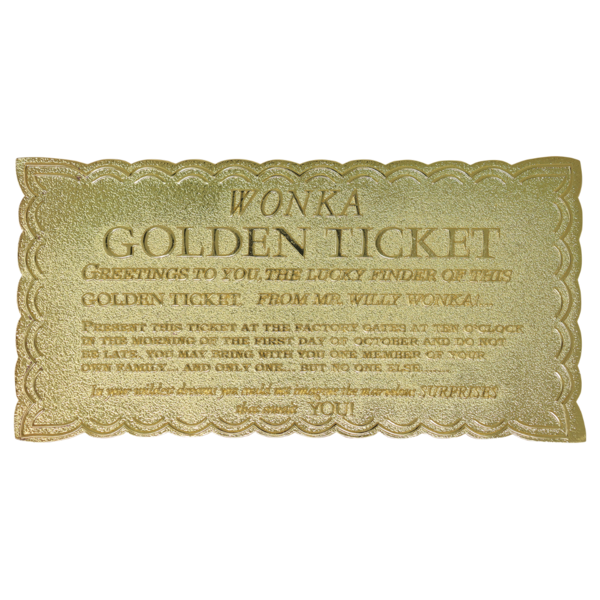 WONKA
GOLDEN TICKET
GREETINGS TO YOU, THE LUCKY FINDER OF THIS
GOLDEN TICKET. FROM MR. WILLY WONKA!...
PRESENT THIS TICKET AT THE FACTORY GATES AT TEN O'CLOCK
IN THE MORNING OF THE FIRST DAY OF OCTOBER AND DO NOT
BE LATE, YOU MAY BRING WITH YOU ONE MEMBER OF YOUR
OWN FAMILY... AND ONLY ONE... BUT NO ONE ELSE ......
In your wildest dreams you could not imagine the marvelous SURPRISES
that await YOU!